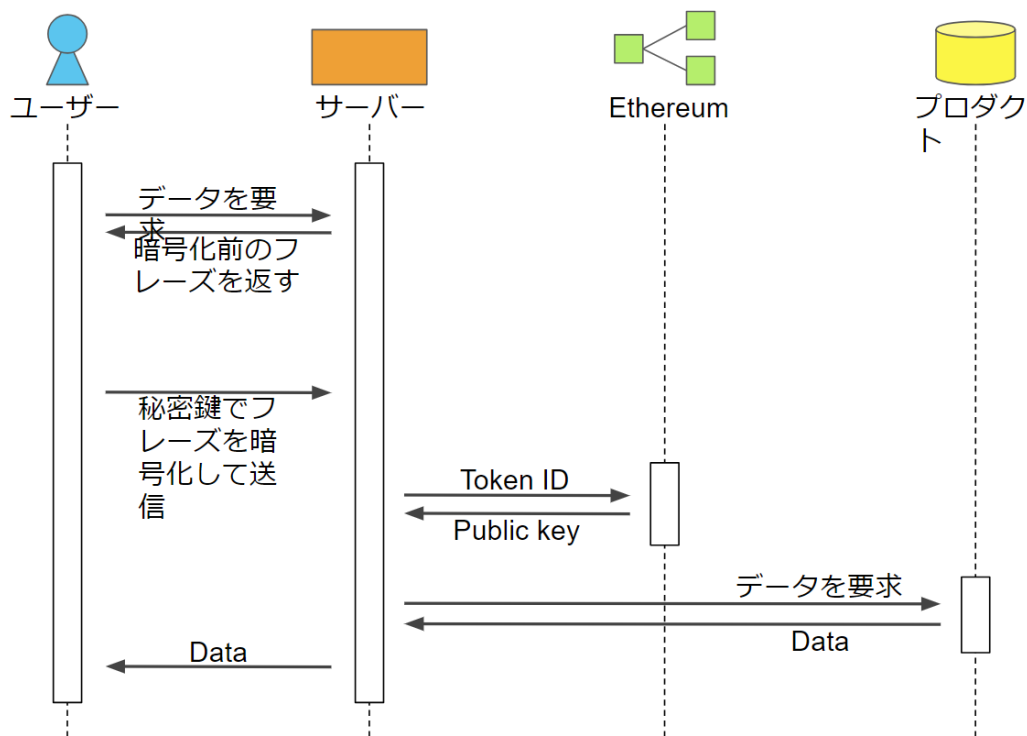 ユーザー
サーバー
Ethereum
プロダク
ト
データを要
求
暗号化前のフ
レーズを返す
秘密鍵でフ
レーズを暗
号化して送
信
Token ID
Public key
データを要求
Data
Data